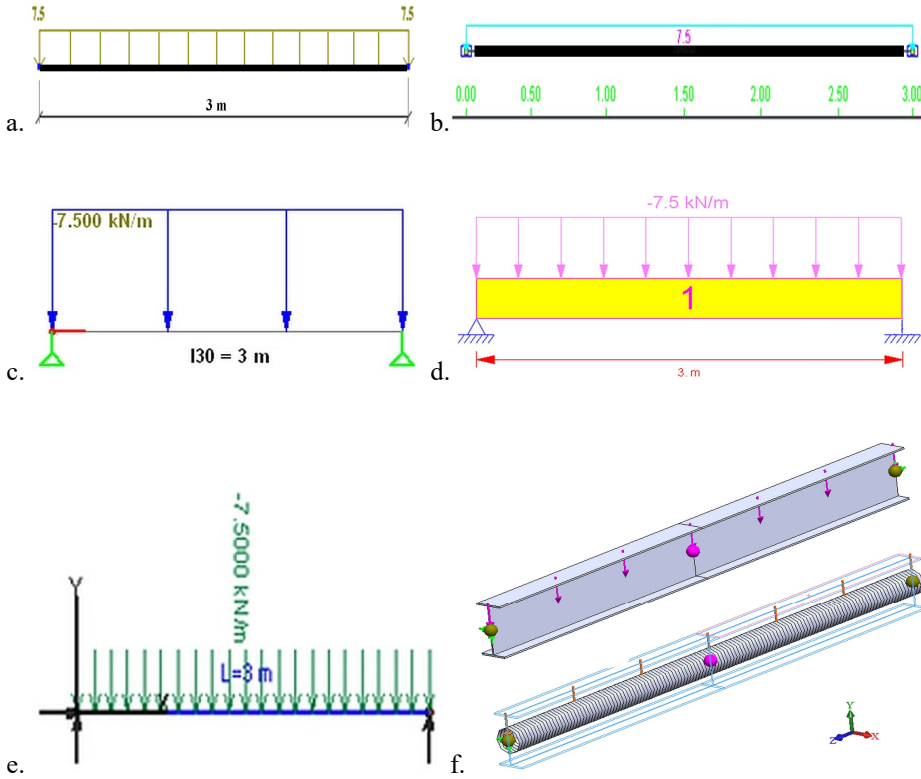 7.5 7.5
3 m
a.
7.5
0.00 0.50 1.00 1.50 2.00 2.50 3.00
b.
-7.500 kN/m
I30 = 3 m
c.
-7.5 kN/m
1
3. m
d.
-7.5000 kN/m
Y
L=3 m
e.
f.
Y
Z
X